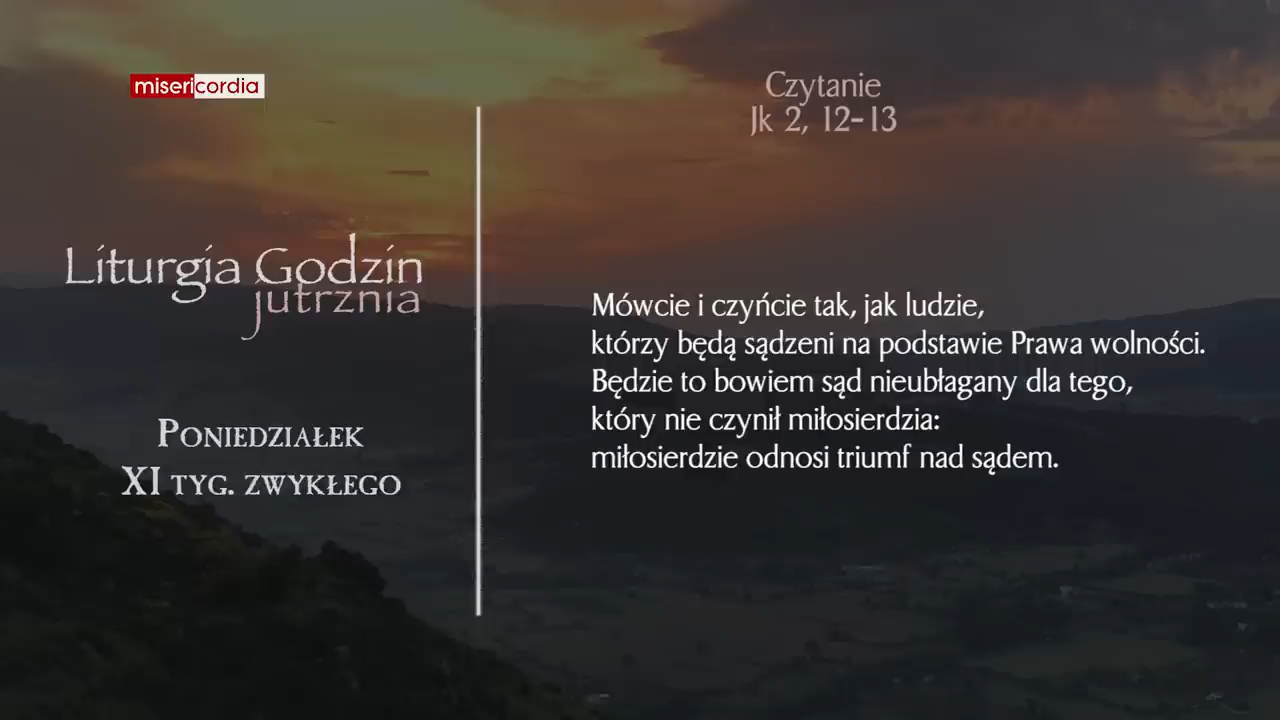 misericordia
Liturgia Godzin
jutrznia
Poniedziałek
XI tyg. zwykłego
Czytanie
Jk 2, 12-13
Mówcie i czyńcie tak, jak ludzie,
którzy będą sądzeni na podstawie Prawa wolności.
Będzie to bowiem sąd nieubłagany dla tego,
który nie czynił miłosierdzia:
miłosierdzie odnosi triumf nad sądem.